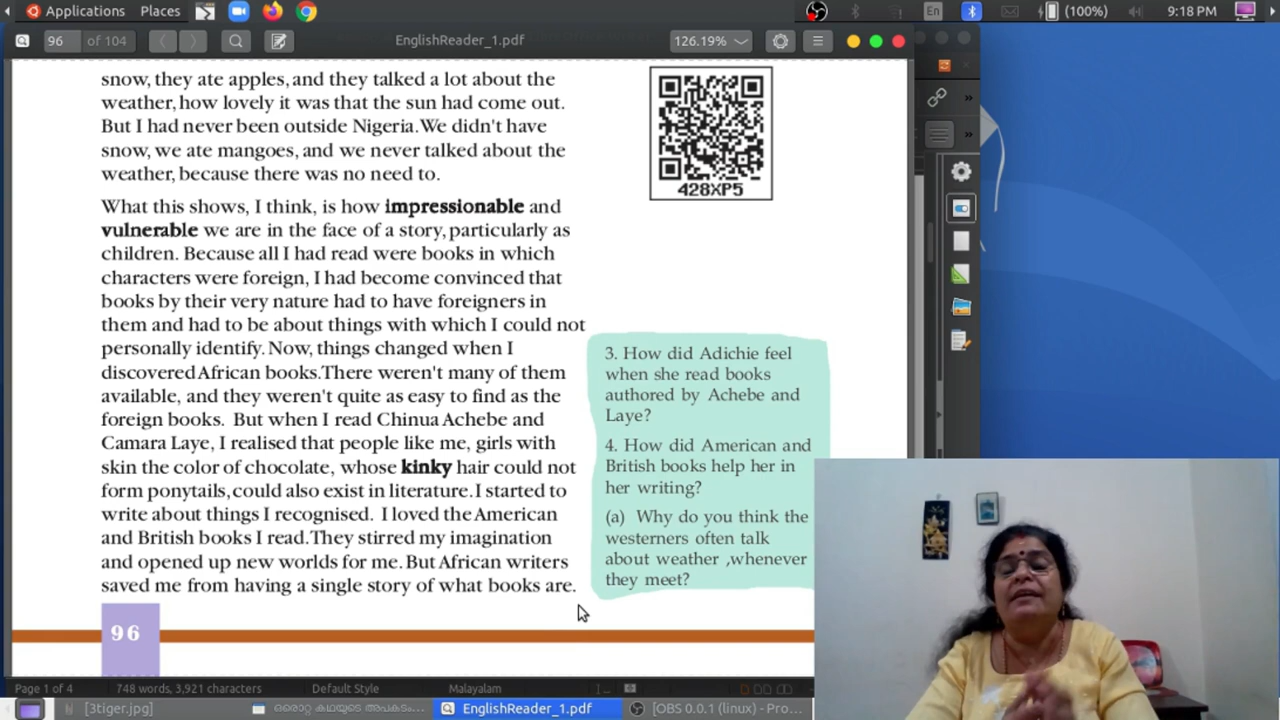 Applications Places En (100%) 9:18 PM
96 of 104 EnglishReader_1.pdf 126.19%
snow, they ate apples, and they talked a lot about the
weather, how lovely it was that the sun had come out.
But I had never been outside Nigeria. We didn't have
snow, we ate mangoes, and we never talked about the
weather, because there was no need to.
428XP5
What this shows, I think, is how impressionable and
vulnerable we are in the face of a story, particularly as
children. Because all I had read were books in which
characters were foreign, I had become convinced that
books by their very nature had to have foreigners in
them and had to be about things with which I could not
personally identify. Now, things changed when I
discovered African books. There weren't many of them
available, and they weren't quite as easy to find as the
foreign books. But when I read Chinua Achebe and
Camara Laye, I realised that people like me, girls with
skin the color of chocolate, whose kinky hair could not
form ponytails, could also exist in literature. I started to
write about things I recognised. I loved the American
and British books I read. They stirred my imagination
and opened up new worlds for me. But African writers
saved me from having a single story of what books are.
3. How did Adichie feel
when she read books
authored by Achebe and
Laye?
4. How did American and
British books help her in
her writing?
(a) Why do you think the
westerners often talk
about weather ,whenever
they meet?
96
Page 1 of 4 748 words, 3,921 characters Default Style Malayalam
[3tiger.jpg] ഒരൊറ്റ കഥയുടെ അപകടം... EnglishReader_1.pdf [OBS 0.0.1 (linux) - Pro...